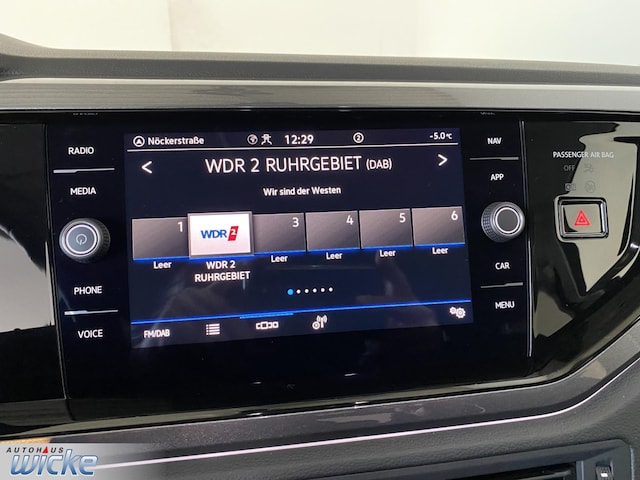 Nöckerstraße 12:29 2 -5.0°C
RADIO
MEDIA
PHONE
VOICE
< WDR 2 RUHRGEBIET (DAB) >
Wir sind der Westen
1 WDR 2 3 4 5 6
Leer WDR 2 RUHRGEBIET Leer Leer Leer Leer
FM/DAB
NAV
APP
CAR
MENU
PASSENGER AIR BAG
OFF
AUTOHAUS
WICKE